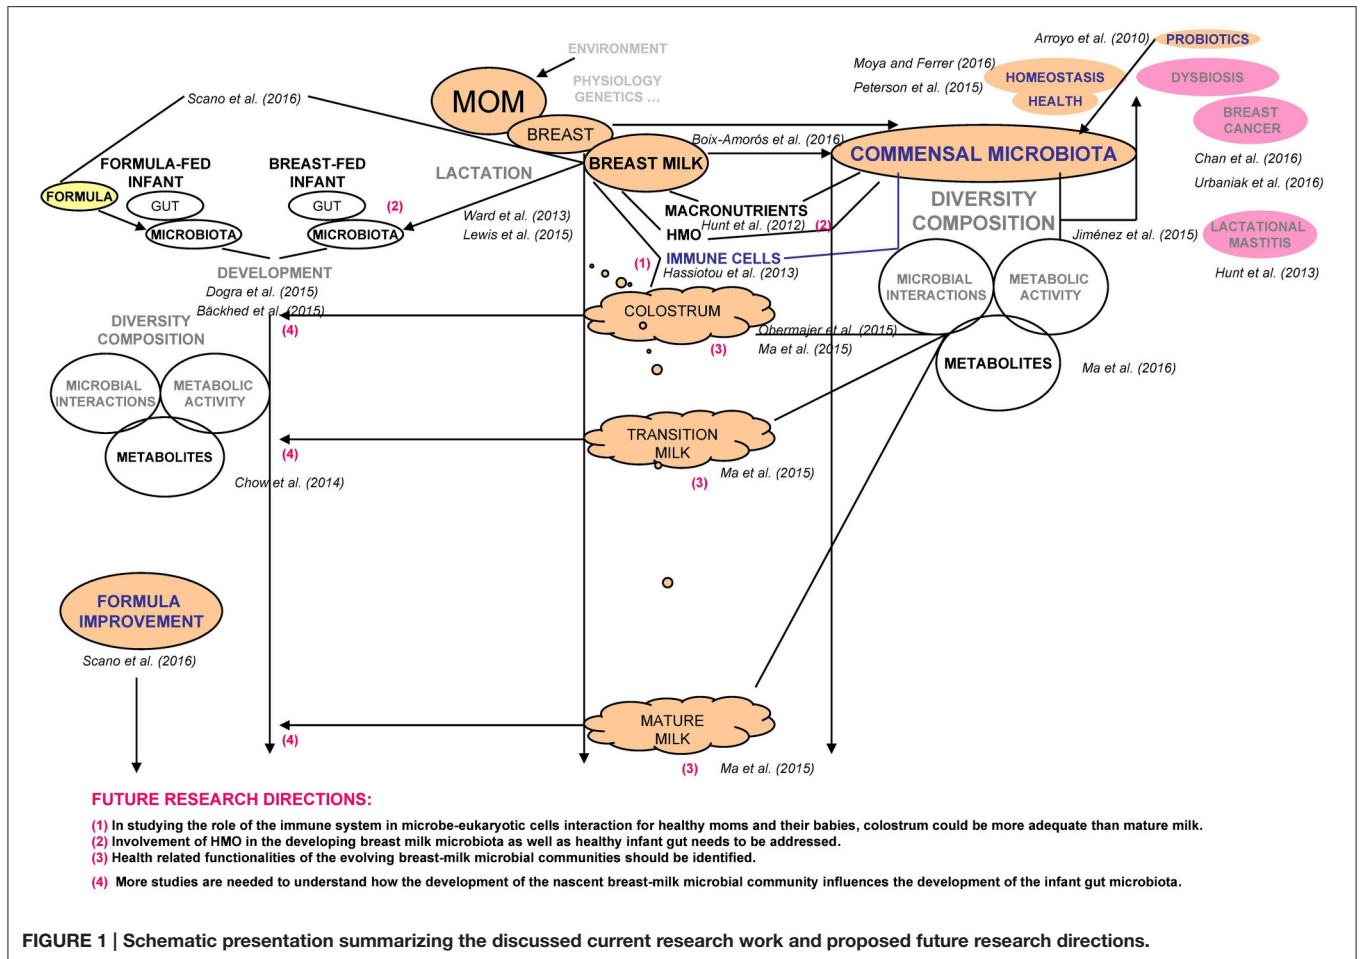 ENVIRONMENT
PHYSIOLOGY
GENETICS ...
MOM
BREAST
BREAST MILK
LACTATION
Scano et al. (2016)
FORMULA-FED
INFANT
GUT
MICROBIOTA
FORMULA
BREAST-FED
INFANT
GUT
MICROBIOTA
(2)
DEVELOPMENT
Dogra et al. (2015)
Bäckhed et al. (2015)
Ward et al. (2013)
Lewis et al. (2015)
Arroyo et al. (2010)
PROBIOTICS
Moya and Ferrer (2016)
Peterson et al. (2015)
HOMEOSTASIS
HEALTH
DYSBIOSIS
BREAST
CANCER
Chan et al. (2016)
Urbaniak et al. (2016)
LACTATIONAL
MASTITIS
Hunt et al. (2013)
Boix-Amorós et al. (2016)
COMMENSAL MICROBIOTA
DIVERSITY
COMPOSITION
Jiménez et al. (2015)
MACRONUTRIENTS
Hunt et al. (2012)
(2)
HMO
(1)
IMMUNE CELLS
Hassiotou et al. (2013)
MICROBIAL
INTERACTIONS
METABOLIC
ACTIVITY
METABOLITES
Ma et al. (2016)
COLOSTRUM
(3)
(4)
Obermajer et al. (2015)
Ma et al. (2015)
DIVERSITY
COMPOSITION
MICROBIAL
INTERACTIONS
METABOLIC
ACTIVITY
METABOLITES
Chow et al. (2014)
TRANSITION
MILK
(4)
(3)
Ma et al. (2015)
FORMULA
IMPROVEMENT
Scano et al. (2016)
MATURE
MILK
(4)
(3)
Ma et al. (2015)
FUTURE RESEARCH DIRECTIONS:
(1) In studying the role of the immune system in microbe-eukaryotic cells interaction for healthy moms and their babies, colostrum could be more adequate than mature milk.
(2) Involvement of HMO in the developing breast milk microbiota as well as healthy infant gut needs to be addressed.
(3) Health related functionalities of the evolving breast-milk microbial communities should be identified.
(4) More studies are needed to understand how the development of the nascent breast-milk microbial community influences the development of the infant gut microbiota.
FIGURE 1 | Schematic presentation summarizing the discussed current research work and proposed future research directions.